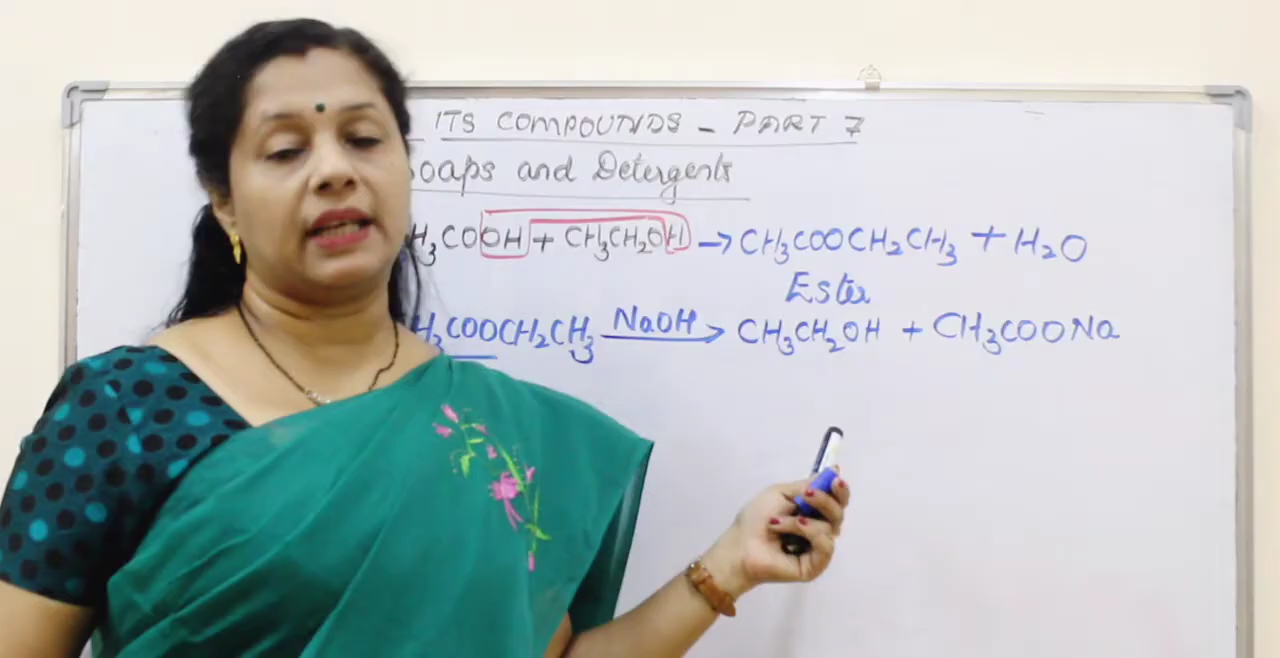 ITS COMPOUNDS - PART 7
oaps and Detergents
H₃COOH + CH₃CH₂OH → CH₃COOCH₂CH₃ + H₂O
Ester
H₃COOCH₂CH₃ NaOH → CH₃CH₂OH + CH₃COONa